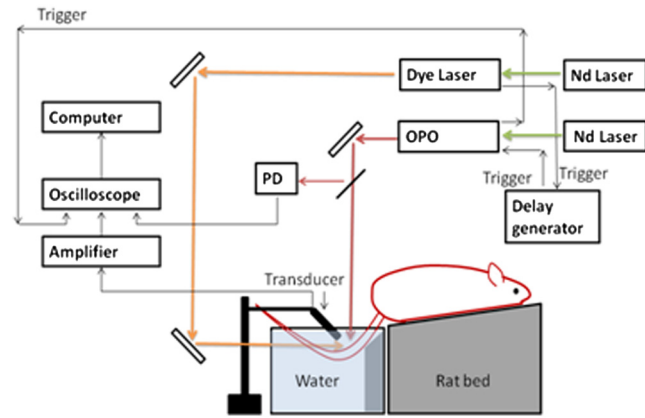 Trigger
Dye Laser
Nd Laser
Computer
OPO
Nd Laser
PD
Oscilloscope
Trigger
Trigger
Delay
generator
Amplifier
Transducer
Water
Rat bed